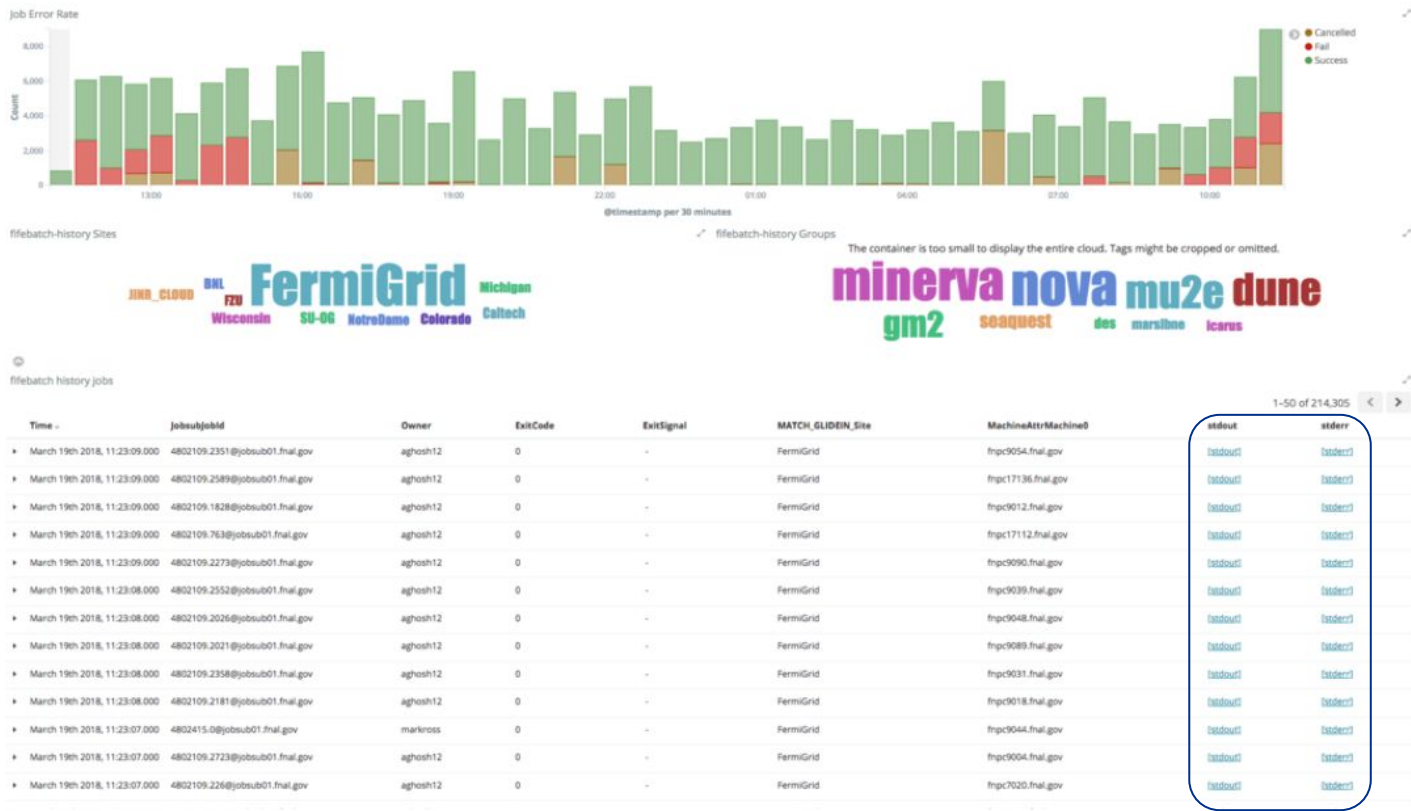 Job Error Rate
8,000
6,000
4,000
2,000
0
Count
13:00 16:00 19:00 22:00 01:00 04:00 07:00 10:00
@timestamp per 30 minutes
Cancelled
Fail
Success
fifebatch-history Sites
JINR_CLOUD BNL FZU FermiGrid Michigan
Wisconsin SU-OG NotreDame Colorado Caltech
fifebatch-history Groups
The container is too small to display the entire cloud. Tags might be cropped or omitted.
minerva nova mu2e dune
gm2 seaquest des marslbne icarus
fifebatch history jobs
1–50 of 214,305
Time JobsubJobId Owner ExitCode ExitSignal MATCH_GLIDEIN_Site MachineAttrMachine0 stdout stderr
March 19th 2018, 11:23:09.000 4802109.2351@jobsub01.fnal.gov aghosh12 0 - FermiGrid fnpc9054.fnal.gov [stdout] [stderr]
March 19th 2018, 11:23:09.000 4802109.2589@jobsub01.fnal.gov aghosh12 0 - FermiGrid fnpc17136.fnal.gov [stdout] [stderr]
March 19th 2018, 11:23:09.000 4802109.1828@jobsub01.fnal.gov aghosh12 0 - FermiGrid fnpc9012.fnal.gov [stdout] [stderr]
March 19th 2018, 11:23:09.000 4802109.763@jobsub01.fnal.gov aghosh12 0 - FermiGrid fnpc17112.fnal.gov [stdout] [stderr]
March 19th 2018, 11:23:09.000 4802109.2273@jobsub01.fnal.gov aghosh12 0 - FermiGrid fnpc9090.fnal.gov [stdout] [stderr]
March 19th 2018, 11:23:08.000 4802109.2552@jobsub01.fnal.gov aghosh12 0 - FermiGrid fnpc9039.fnal.gov [stdout] [stderr]
March 19th 2018, 11:23:08.000 4802109.2026@jobsub01.fnal.gov aghosh12 0 - FermiGrid fnpc9048.fnal.gov [stdout] [stderr]
March 19th 2018, 11:23:08.000 4802109.2021@jobsub01.fnal.gov aghosh12 0 - FermiGrid fnpc9089.fnal.gov [stdout] [stderr]
March 19th 2018, 11:23:08.000 4802109.2358@jobsub01.fnal.gov aghosh12 0 - FermiGrid fnpc9031.fnal.gov [stdout] [stderr]
March 19th 2018, 11:23:08.000 4802109.2181@jobsub01.fnal.gov aghosh12 0 - FermiGrid fnpc9018.fnal.gov [stdout] [stderr]
March 19th 2018, 11:23:07.000 4802415.0@jobsub01.fnal.gov markross 0 - FermiGrid fnpc9044.fnal.gov [stdout] [stderr]
March 19th 2018, 11:23:07.000 4802109.2723@jobsub01.fnal.gov aghosh12 0 - FermiGrid fnpc9004.fnal.gov [stdout] [stderr]
March 19th 2018, 11:23:07.000 4802109.226@jobsub01.fnal.gov aghosh12 0 - FermiGrid fnpc7020.fnal.gov [stdout] [stderr]